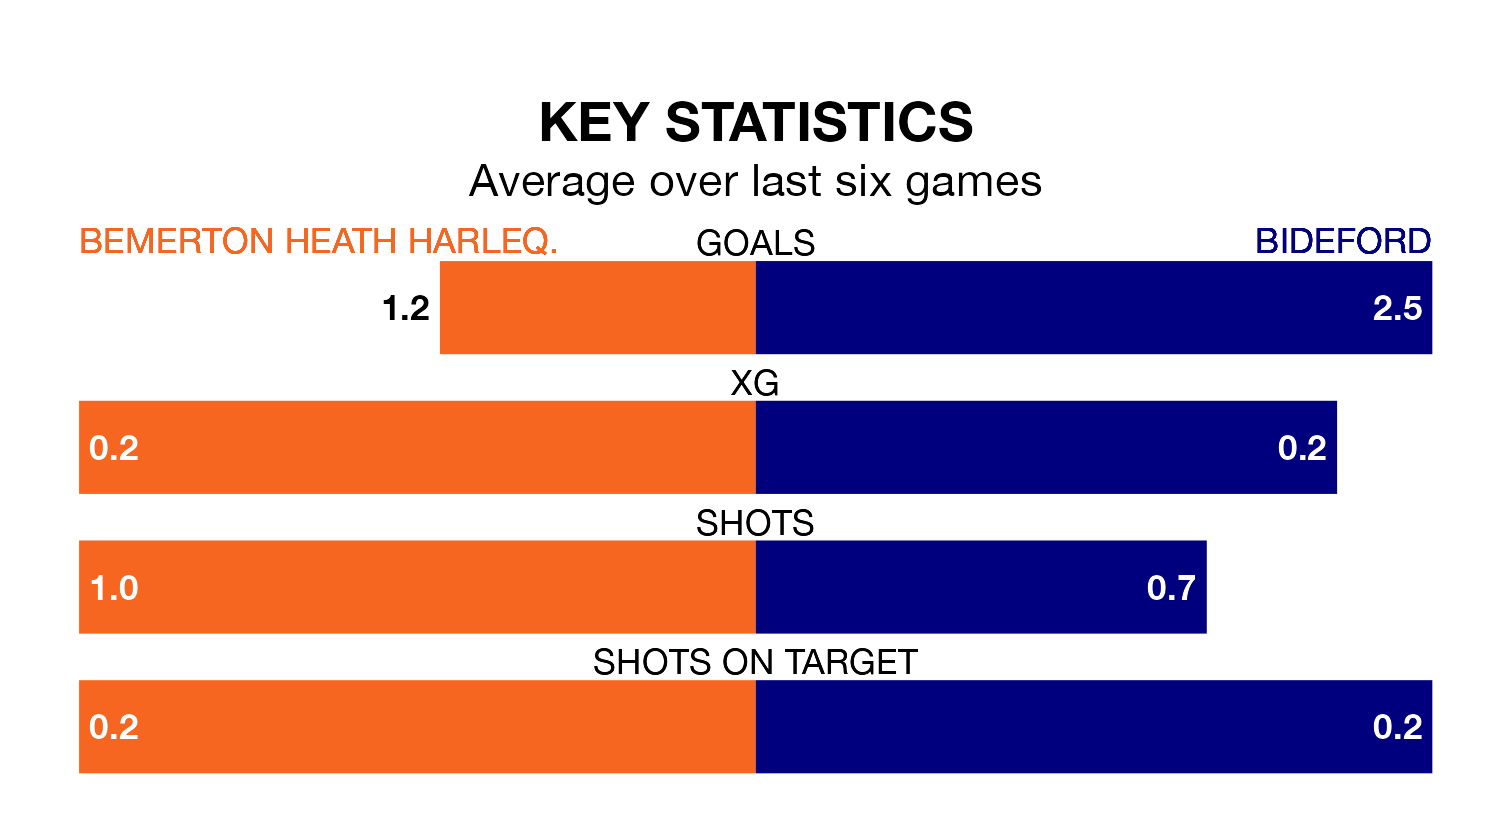 KEY STATISTICS
Average over last six games
BEMERTON HEATH HARLEQ. GOALS BIDEFORD
1.2 2.5
XG
0.2 0.2
SHOTS
1.0 0.7
SHOTS ON TARGET
0.2 0.2